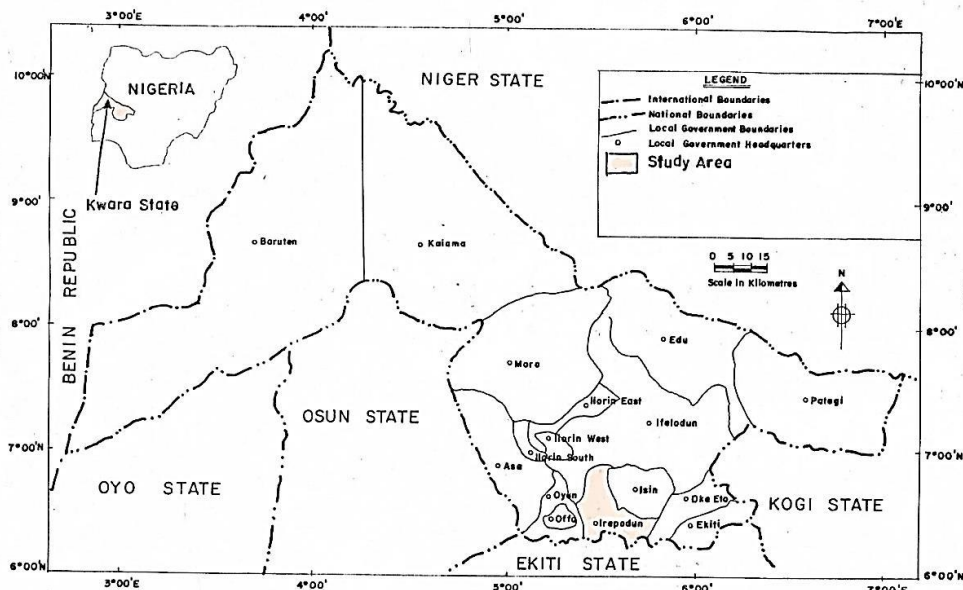 3°00'E
4°00'
5°00'
6°00'
7°00'E
10°00'N
NIGERIA
Kwara State
NIGER STATE
LEGEND
International Boundaries
National Boundaries
Local Government Boundaries
Local Government Headquarters
Study Area
10°00'N
9°00'
9°00'
BENIN REPUBLIC
Baruten
Kaiama
0 5 10 15
Scale in Kilometres
N
8°00'
8°00'
Edu
Moro
Pategi
Ilorin East
Ifelodun
OSUN STATE
Ilorin West
Ilorin South
7°00'N
7°00'N
Asa
OYO STATE
Oyun
Isin
Oke Ero
KOGI STATE
Offa
Irepodun
Ekiti
EKITI STATE
6°00'N
6°00'N
3°00'E
4°00'
5°00'
6°00'
7°00'E